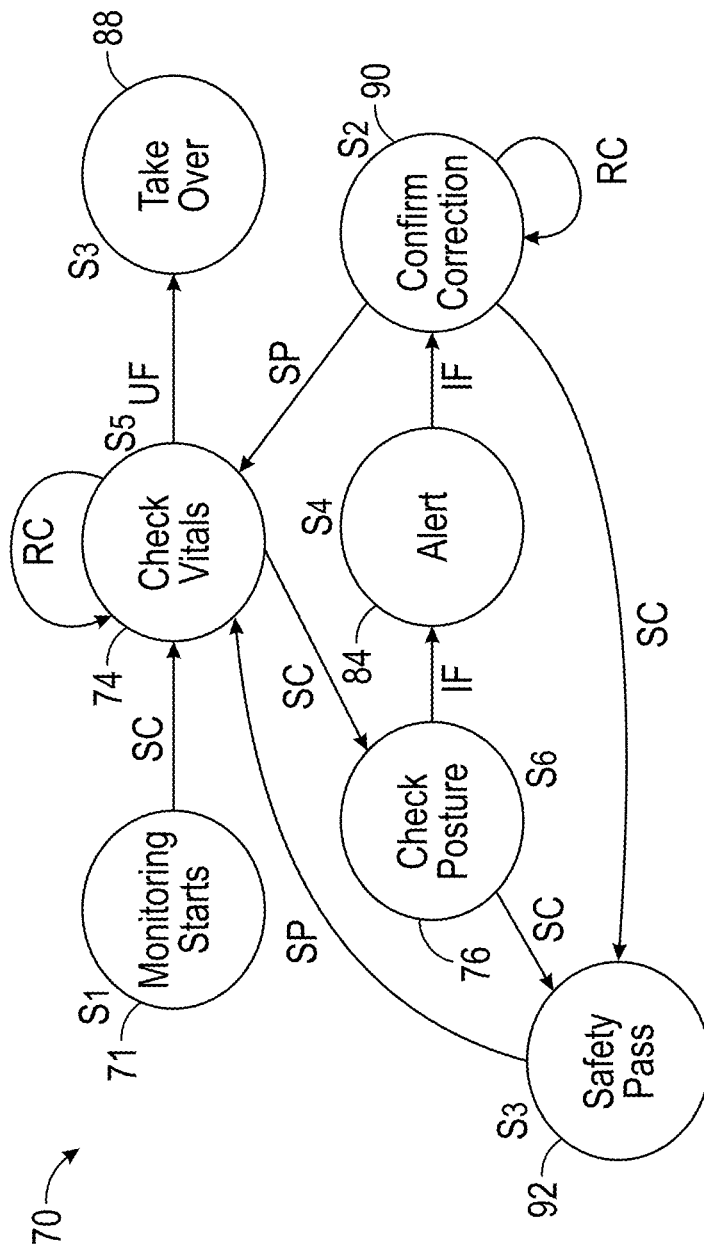 70
S1
71
Monitoring
Starts
SC
74
RC
Check
Vitals
S5
UF
S3
Take
Over
88
SP
SC
SP
S3
92
Safety
Pass
SC
76
Check
Posture
S6
IF
84
S4
Alert
IF
S2
90
Confirm
Correction
RC
SC